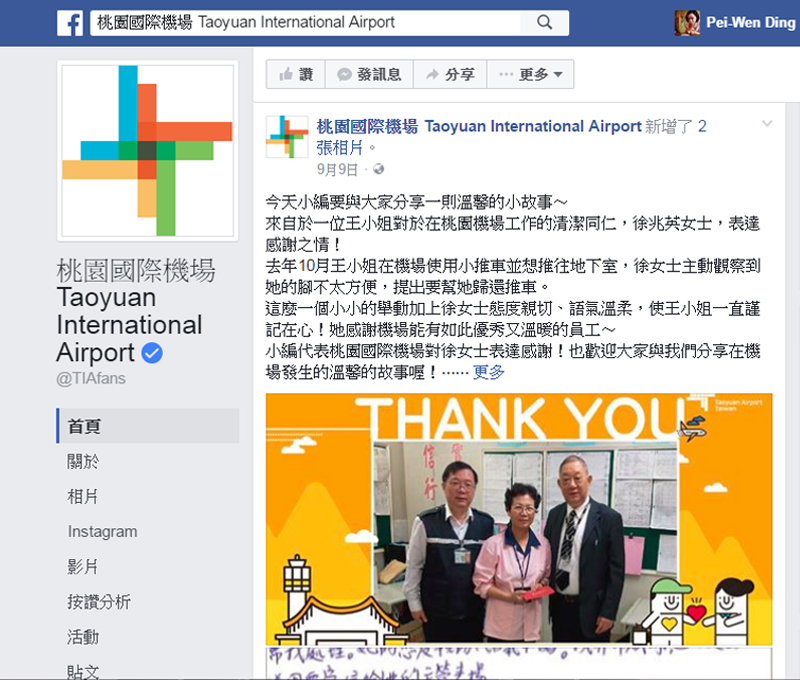 桃園國際機場 Taoyuan International Airport
Pei-Wen Ding
讚 發訊息 分享 更多
桃園國際機場
Taoyuan
International
Airport
@TIAfans
首頁
關於
相片
Instagram
影片
按讚分析
活動
貼文
桃園國際機場 Taoyuan International Airport 新增了 2
張相片。
9月9日
今天小編要與大家分享一則溫馨的小故事～
來自於一位王小姐對於在桃園機場工作的清潔同仁，徐兆英女士，表達
感謝之情！
去年10月王小姐在機場使用小推車並想推往地下室，徐女士主動觀察到
她的腳不太方便，提出要幫她歸還推車。
這麼一個小小的舉動加上徐女士態度親切、語氣溫柔，使王小姐一直謹
記在心！她感謝機場能有如此優秀又溫暖的員工～
小編代表桃園國際機場對徐女士表達感謝！也歡迎大家與我們分享在機
場發生的溫馨的故事喔！…… 更多
THANK YOU
Taoyuan Airport
Taiwan
信
行